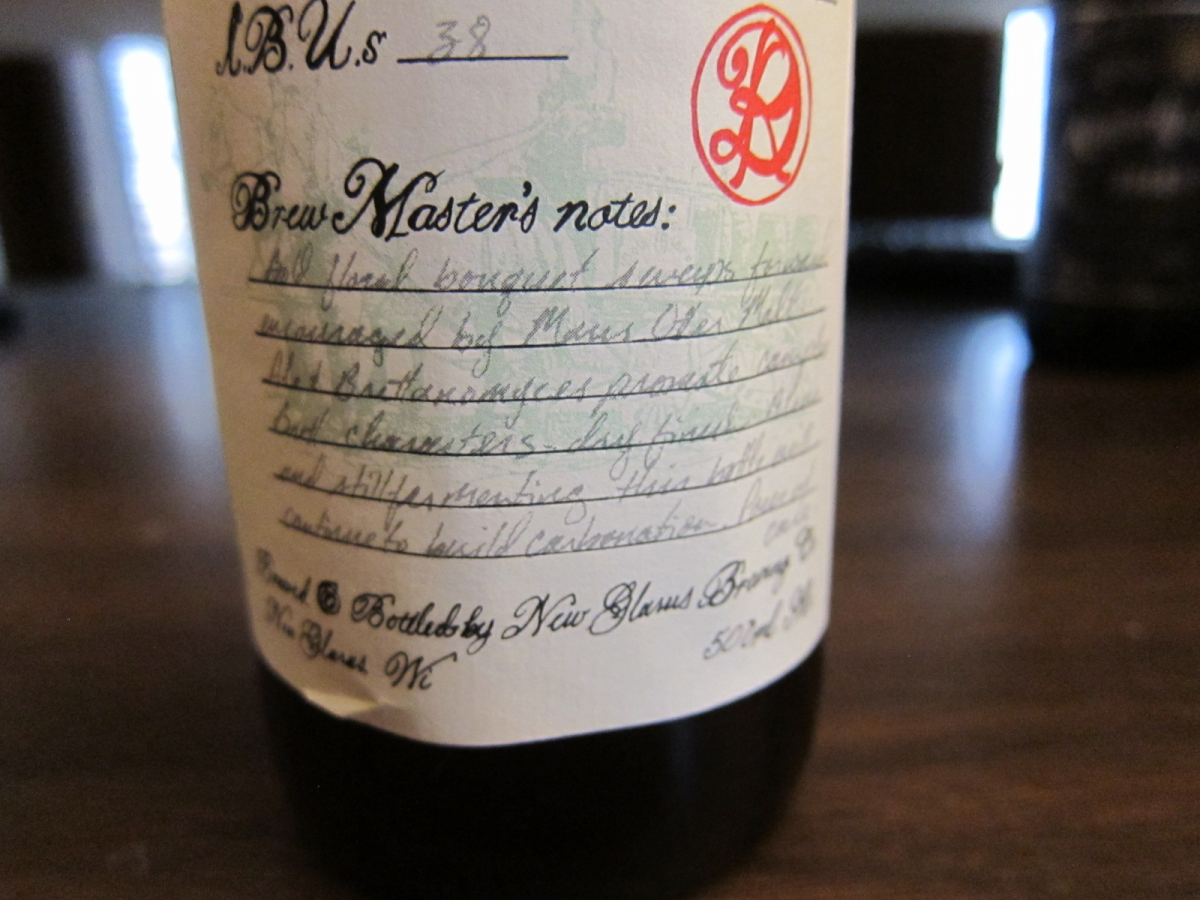 I.B.U.s 38
Brew Master's notes:
floral bouquet sweeps forward
encouraged by Maris Otter Malt.
Brettanomyces promote complex
but characters - dry finish. Alive
and still fermenting this bottle will
continue to build carbonation.
Brewed & Bottled by New Glarus Brewing Co
New Glarus Wi
500ml